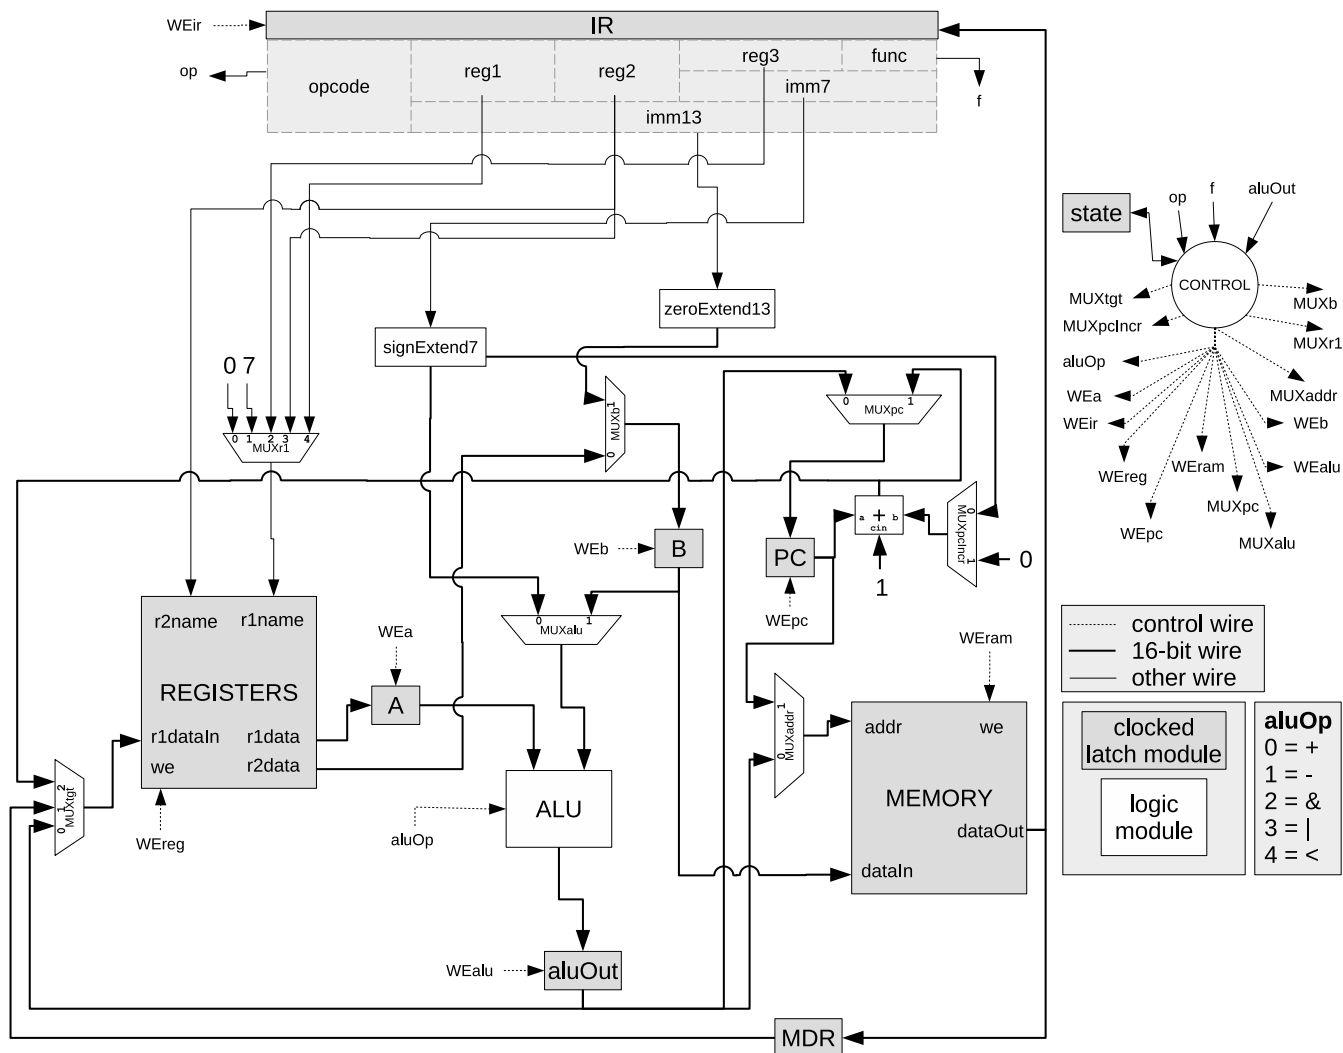 WEir
IR
op
opcode
reg1
reg2
reg3
func
imm7
imm13
f
state
op
f
aluOut
CONTROL
MUXtgt
MUXb
MUXpcIncr
MUXr1
aluOp
MUXaddr
WEa
WEb
WEir
WEreg
WEram
WEalu
MUXpc
WEpc
MUXalu
zeroExtend13
signExtend7
0 7
0 1 2 3 4
MUXr1
1
MUXb
0
0 1
MUXpc
a + b
cin
1
0
MUXpcIncr
1
0
WEb
B
PC
WEpc
0 1
MUXalu
WEa
A
r2name r1name
REGISTERS
r1dataIn r1data
we r2data
WEreg
2
1
0
MUXtgt
ALU
aluOp
WEalu
aluOut
1
MUXaddr
0
WEram
addr we
MEMORY
dataOut
dataIn
MDR
control wire
16-bit wire
other wire
clocked
latch module
logic
module
aluOp
0 = +
1 = -
2 = &
3 = |
4 = <